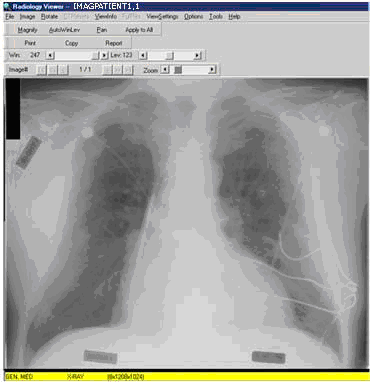 Radiology Viewer -- IMAGPATIENT1,1
File Image Rotate CT Presets ViewInfo PgPages ViewSettings Options Tools Help
Magnify AutoWinLev Pan Apply to All
Print Copy Report
Win: 247 Lev: 123
Image# 1 / 1 Zoom
GEN, MED X-RAY (8x1208x1024)